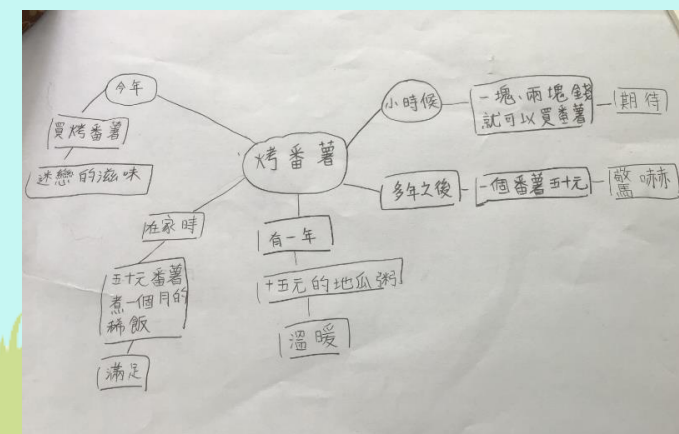 烤番薯
小時候
一塊、兩塊錢
就可以買番薯
期待
多年之後
一個番薯五十元
驚嚇
有一年
十五元的地瓜粥
溫暖
在家時
五十元番薯
煮一個月的
稀飯
滿足
今年
買烤番薯
迷戀的滋味